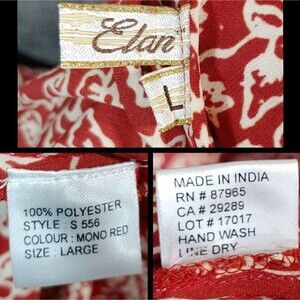 Elan
L
100% POLYESTER
STYLE : S 556
COLOUR : MONO RED
SIZE : LARGE
MADE IN INDIA
RN # 87965
CA # 29289
LOT # 17017
HAND WASH
LINE DRY